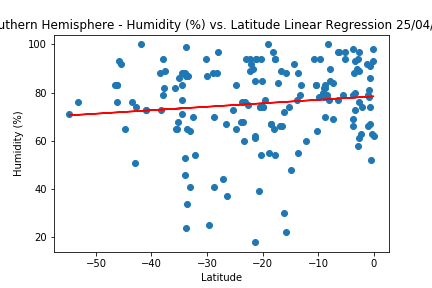 uthern Hemisphere - Humidity (%) vs. Latitude Linear Regression 25/04/
100
80
60
40
20
Humidity (%)
−50 −40 −30 −20 −10 0
Latitude